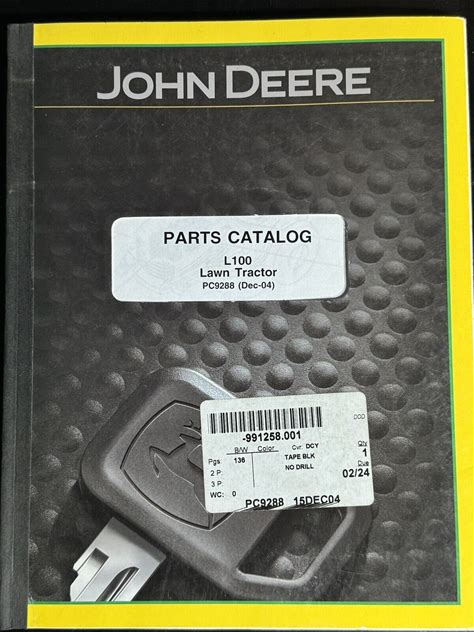 JOHN DEERE
PARTS CATALOG
L100
Lawn Tractor
PC9288 (Dec-04)
-991258.001
DOD
B/W Color Cvr: DCY Qty
Pgs: 136 TAPE BLK 1
2 P: NO DRILL Due
3 P: 02/24
WC: 0
PC9288 15DEC04